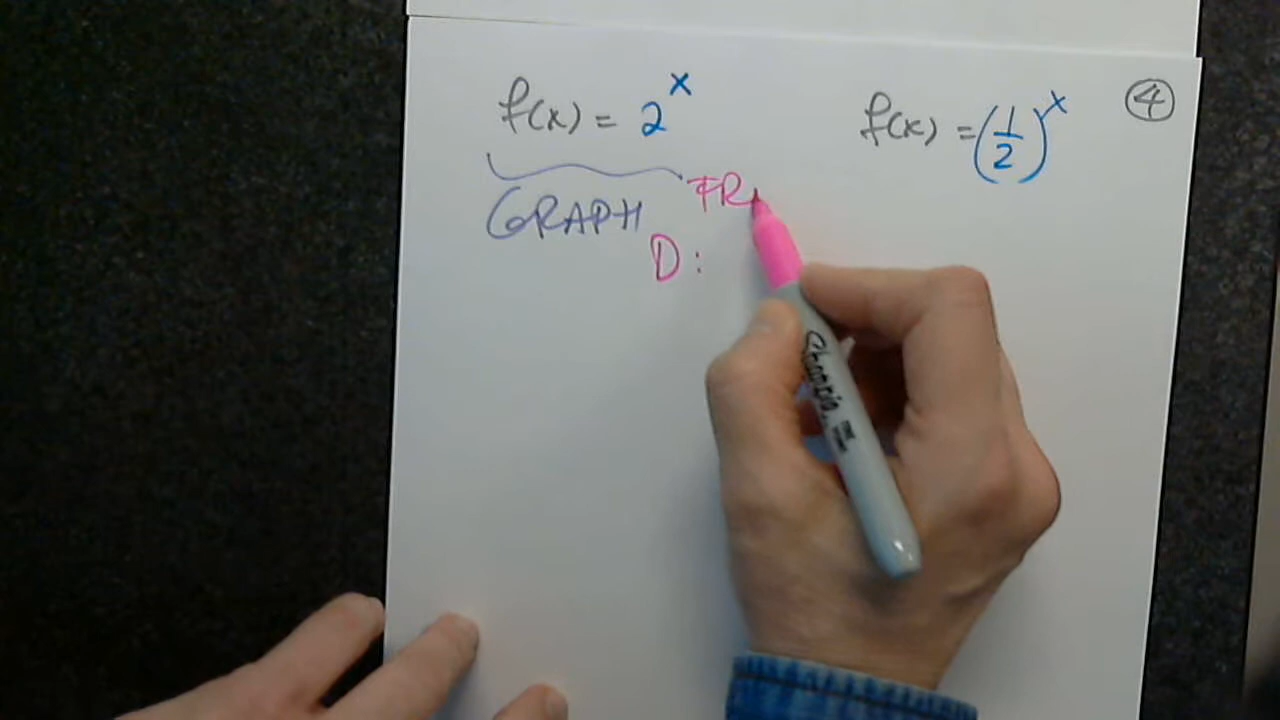 f(x) = 2^x
f(x) = (1/2)^x
4
GRAPH
FR
D:
Sharpie